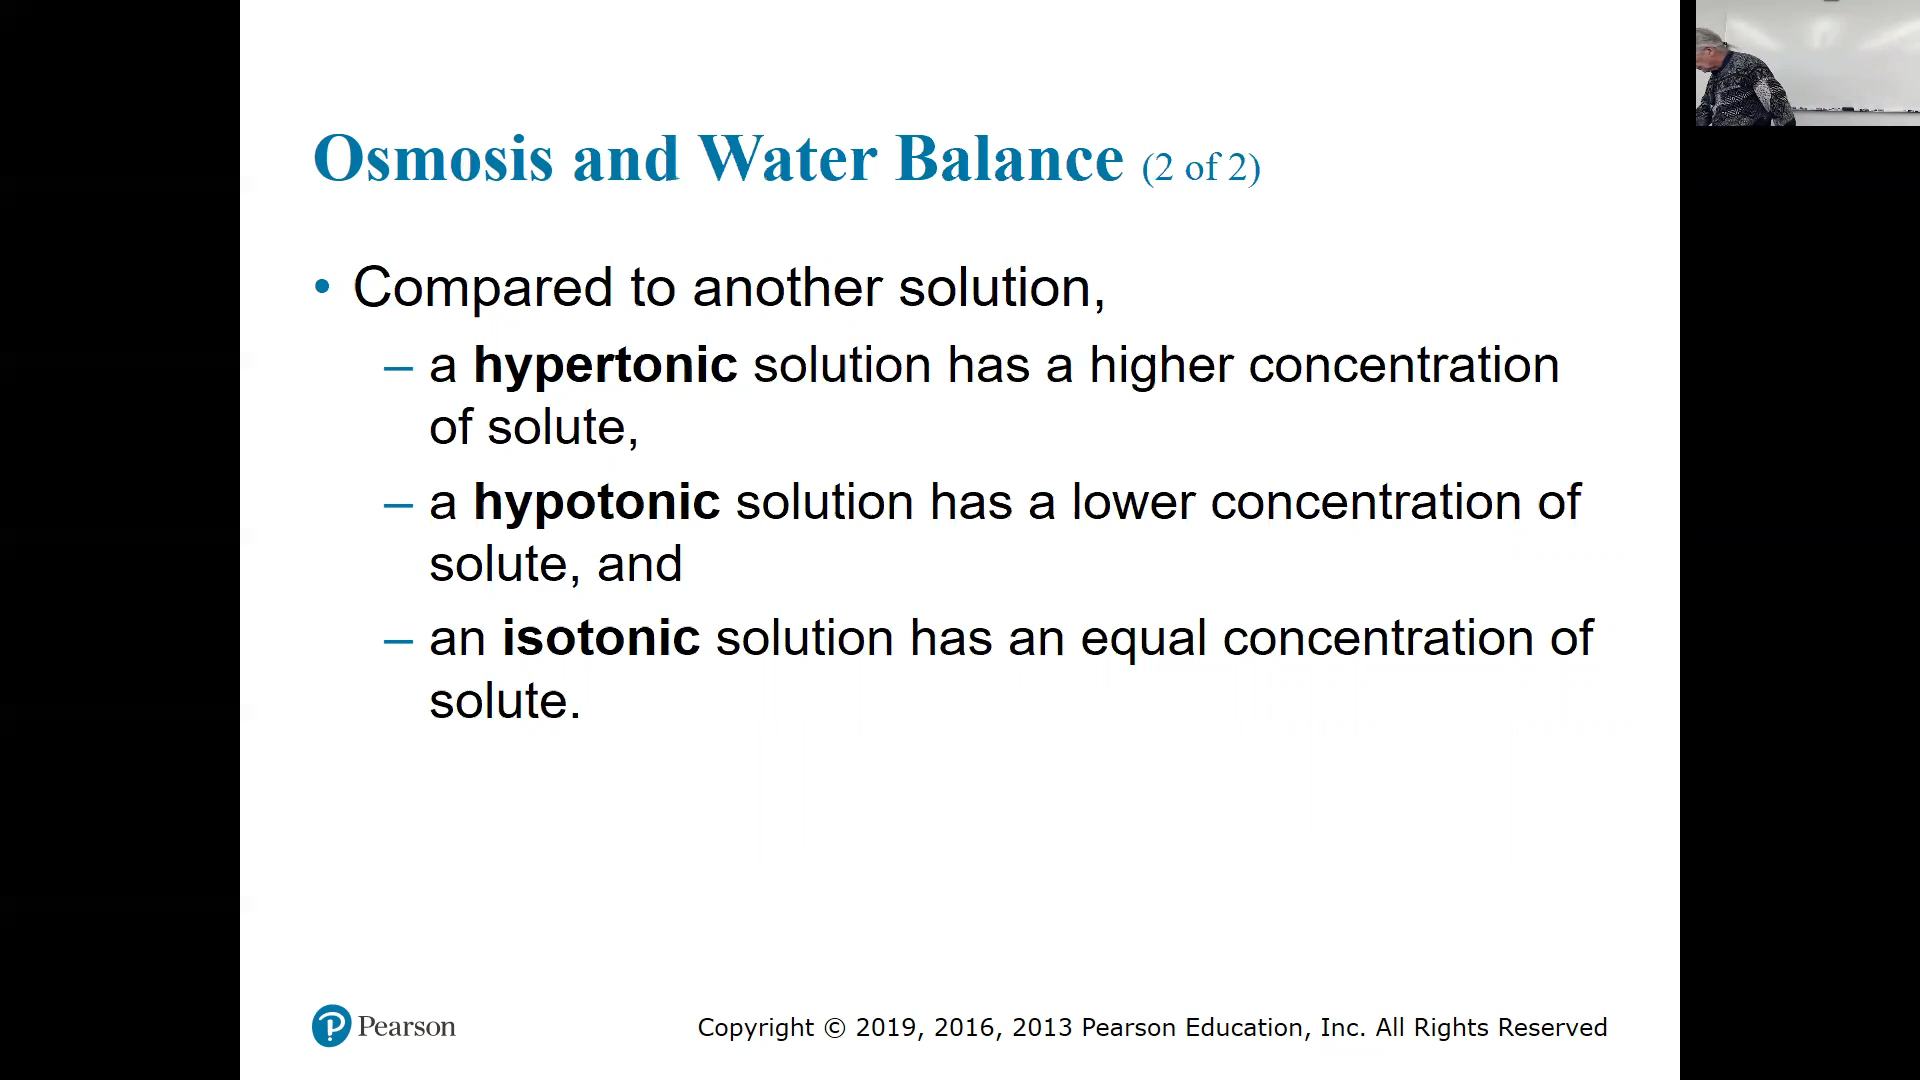 Osmosis and Water Balance (2 of 2)
• Compared to another solution,
– a hypertonic solution has a higher concentration
of solute,
– a hypotonic solution has a lower concentration of
solute, and
– an isotonic solution has an equal concentration of
solute.
Pearson
Copyright © 2019, 2016, 2013 Pearson Education, Inc. All Rights Reserved